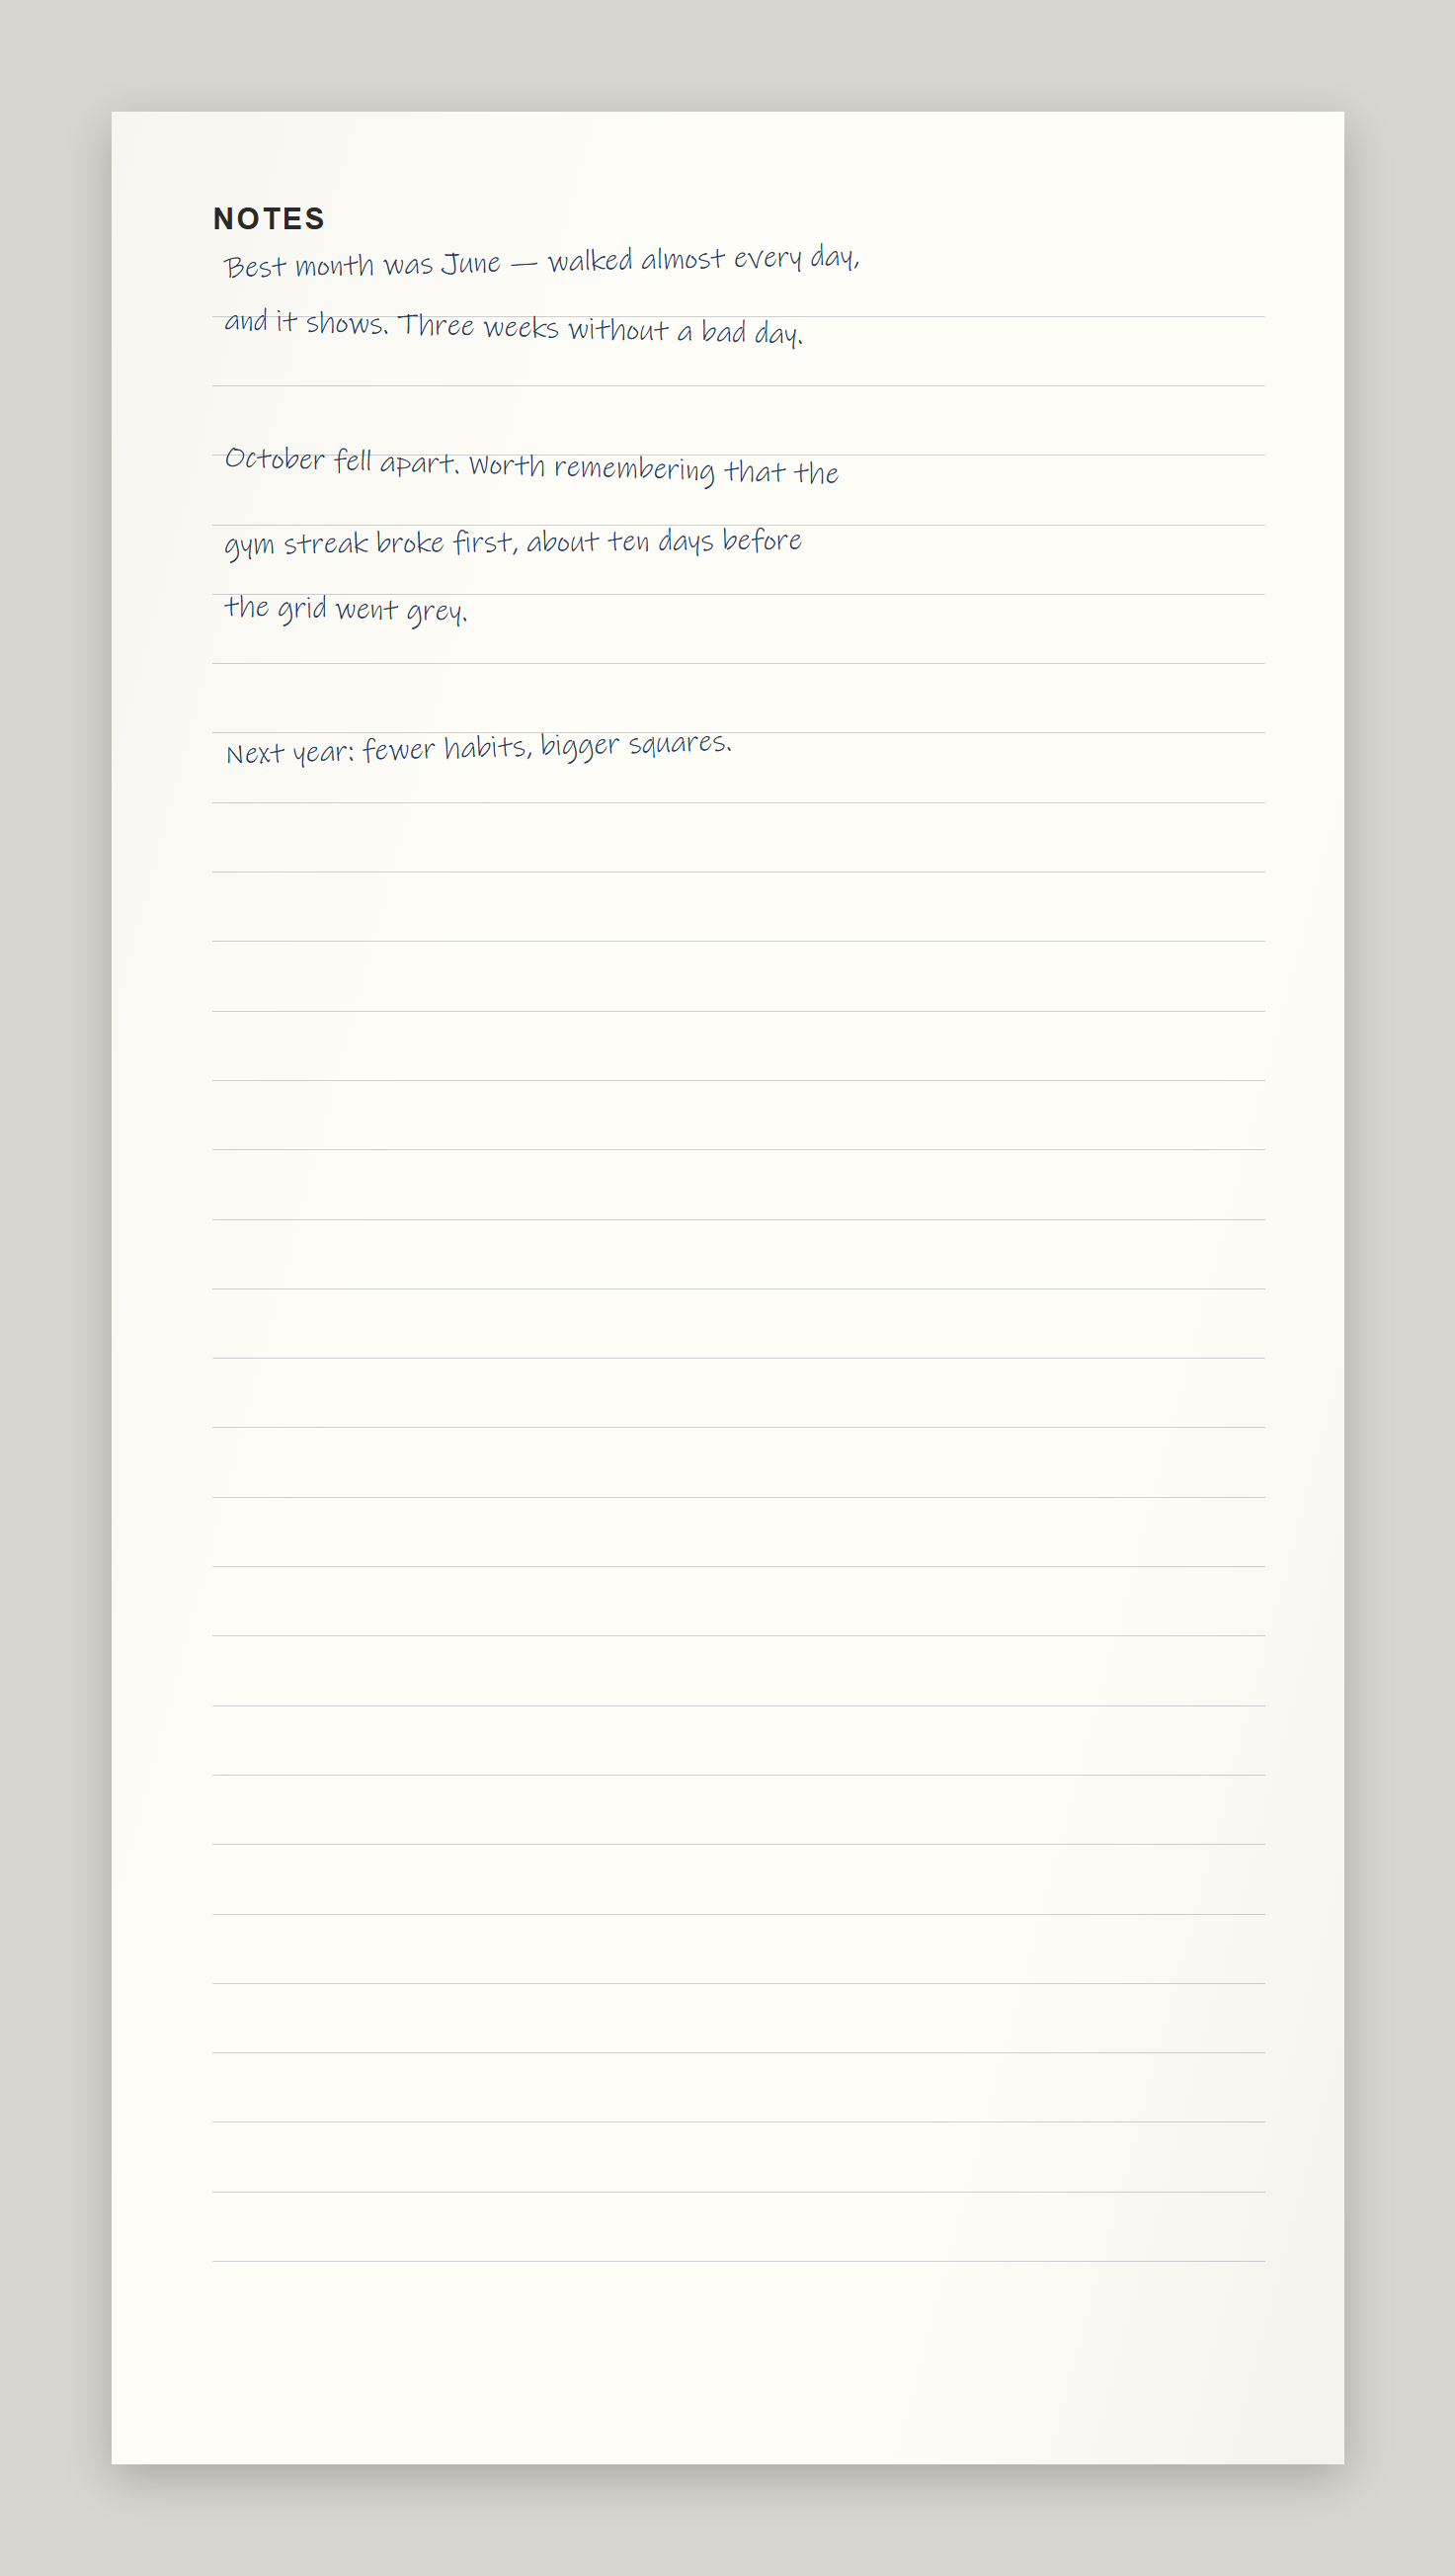 NOTES
Best month was June — walked almost every day,
and it shows. Three weeks without a bad day.
October fell apart. Worth remembering that the
gym streak broke first, about ten days before
the grid went grey.
Next year: fewer habits, bigger squares.